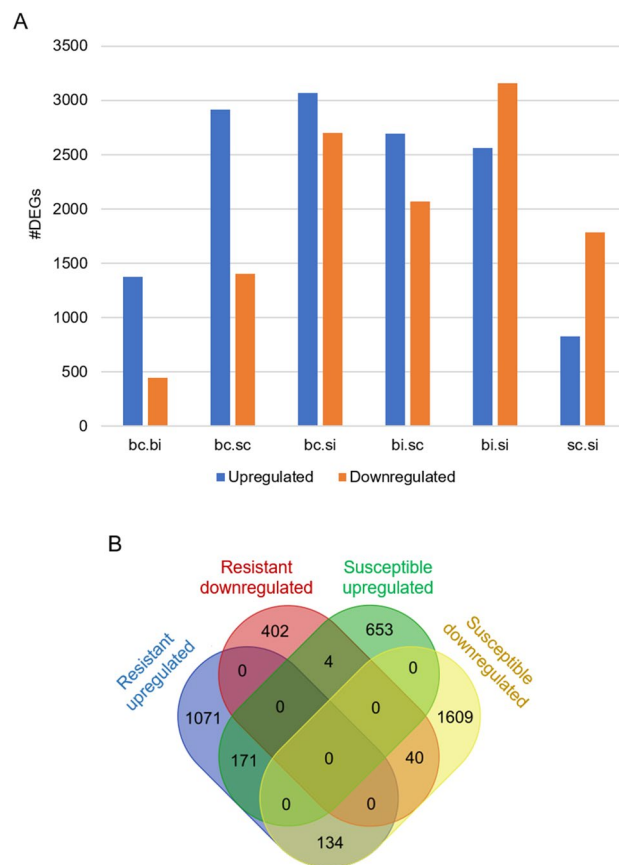 A
3500
3000
2500
2000
1500
1000
500
0
#DEGs
bc.bi bc.sc bc.si bi.sc bi.si sc.si
Upregulated Downregulated
B
Resistant
downregulated
Susceptible
upregulated
Resistant
upregulated
Susceptible
downregulated
402 653
0 4 0
1071 0 0 1609
171 0 40
0 0
134